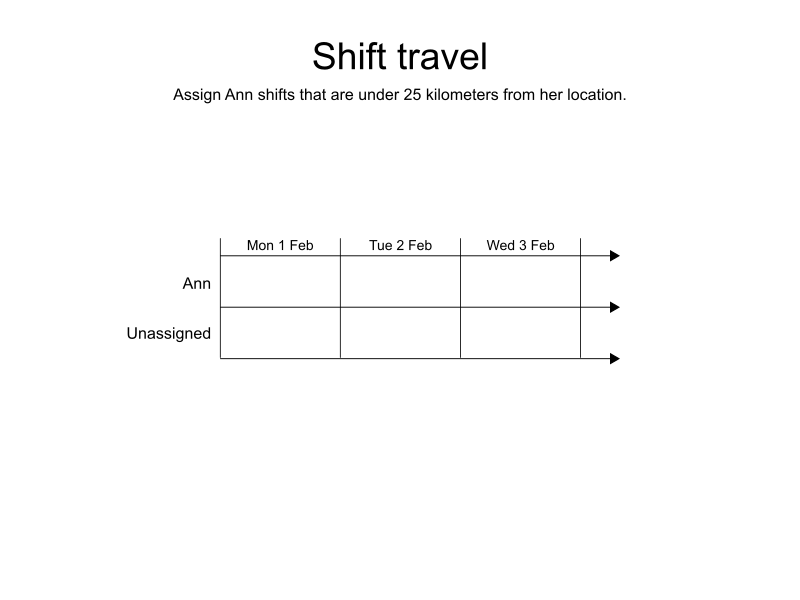 Shift travel
Assign Ann shifts that are under 25 kilometers from her location.
Mon 1 Feb Tue 2 Feb Wed 3 Feb
Ann
Unassigned